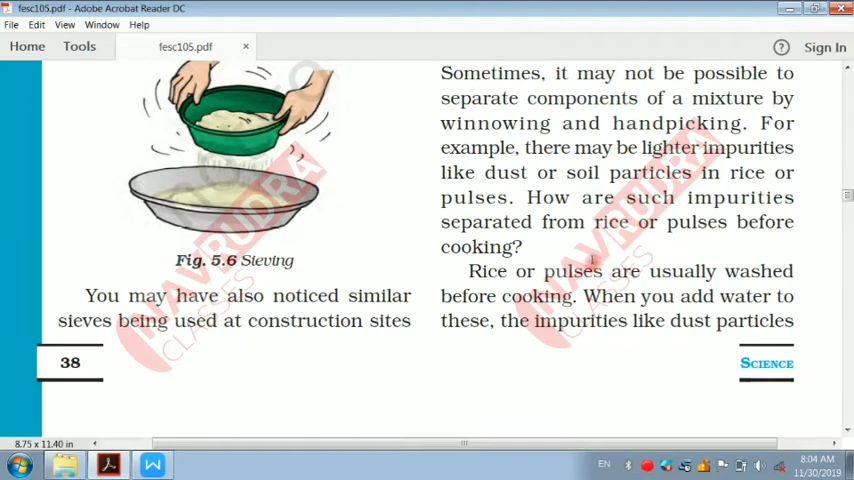 fesc105.pdf - Adobe Acrobat Reader DC
File Edit View Window Help
Home Tools fesc105.pdf × ? Sign In
Fig. 5.6 Sieving
You may have also noticed similar
sieves being used at construction sites
38
Sometimes, it may not be possible to
separate components of a mixture by
winnowing and handpicking. For
example, there may be lighter impurities
like dust or soil particles in rice or
pulses. How are such impurities
separated from rice or pulses before
cooking?
Rice or pulses are usually washed
before cooking. When you add water to
these, the impurities like dust particles
SCIENCE
NAVRUDRA
CLASSES
NAVRUDRA
CLASSES
8.75 x 11.40 in
EN
8:04 AM
11/30/2019